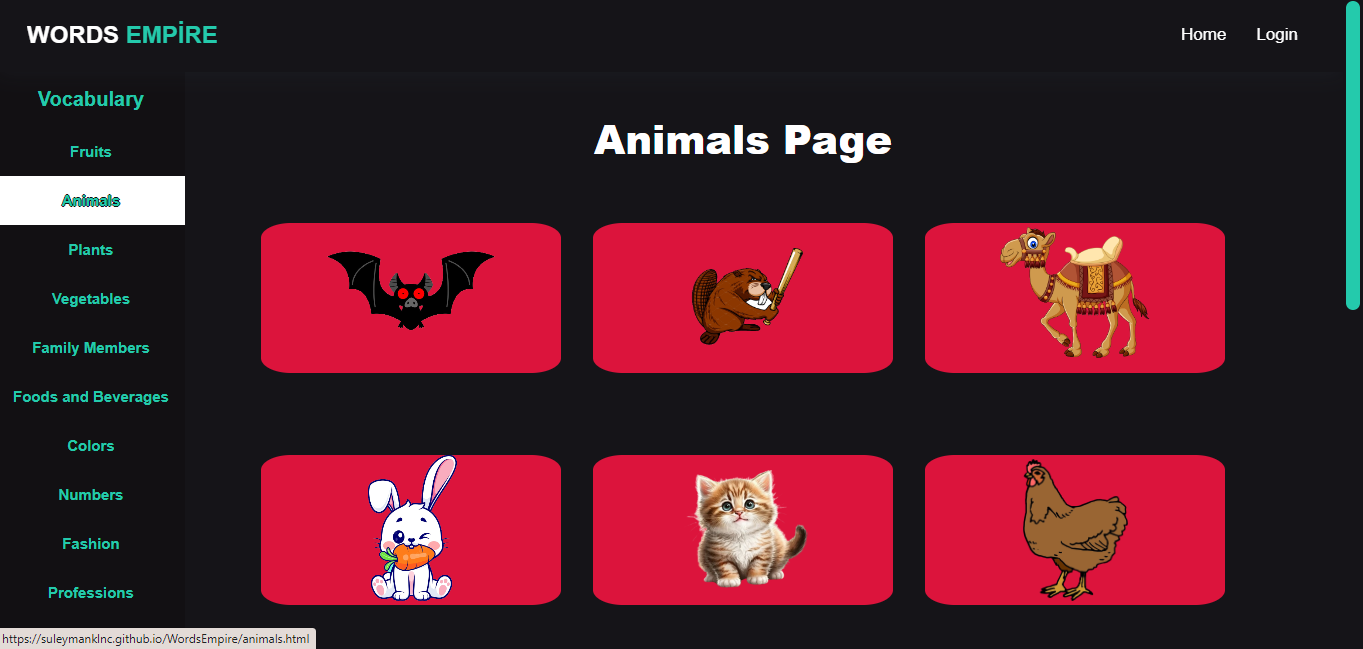 WORDS EMPİRE
Home
Login
Vocabulary
Fruits
Animals
Plants
Vegetables
Family Members
Foods and Beverages
Colors
Numbers
Fashion
Professions
Animals Page
https://suleymanklnc.github.io/WordsEmpire/animals.html